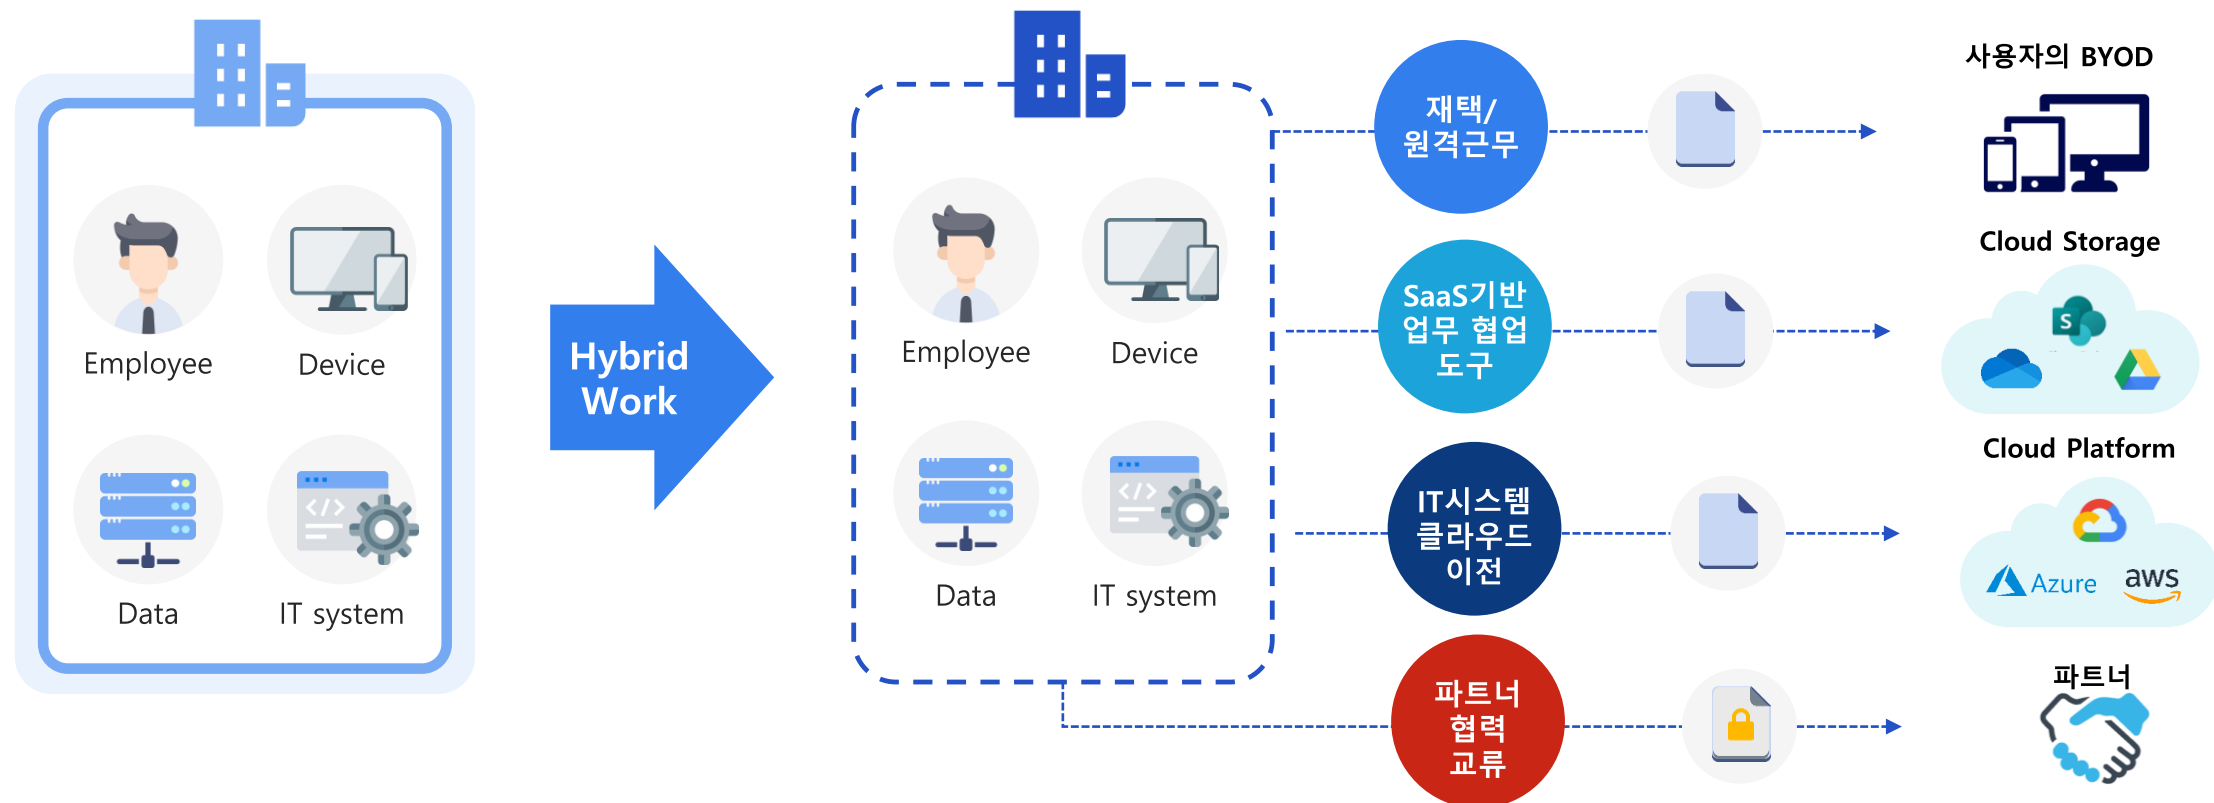 Employee
Device
Data
IT system
Hybrid
Work
Employee
Device
Data
IT system
재택/
원격근무
사용자의 BYOD
SaaS기반
업무 협업
도구
Cloud Storage
S
IT시스템
클라우드
이전
Cloud Platform
Azure
aws
파트너
협력
교류
파트너